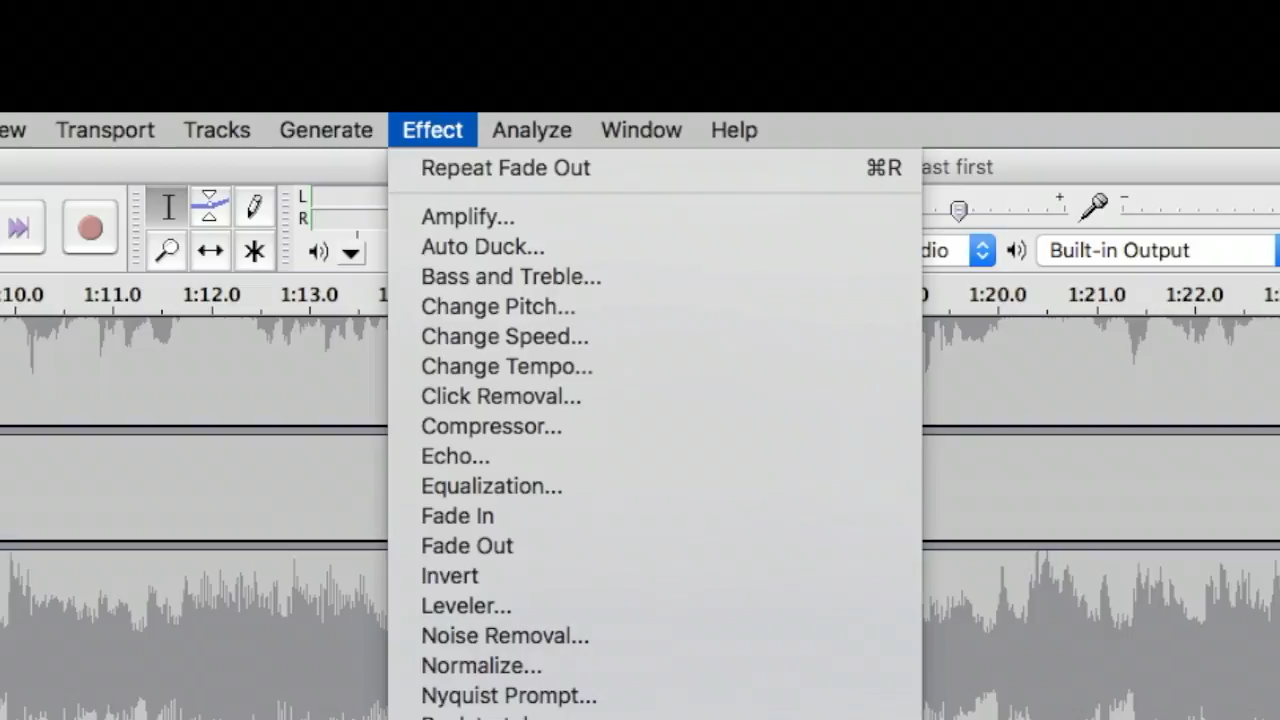 ew Transport Tracks Generate Effect Analyze Window Help
Repeat Fade Out ⌘R
ast first
L
R
Amplify...
Auto Duck...
dio Built-in Output
Bass and Treble...
:10.0 1:11.0 1:12.0 1:13.0 1 0 1:20.0 1:21.0 1:22.0 1:
Change Pitch...
Change Speed...
Change Tempo...
Click Removal...
Compressor...
Echo...
Equalization...
Fade In
Fade Out
Invert
Leveler...
Noise Removal...
Normalize...
Nyquist Prompt...